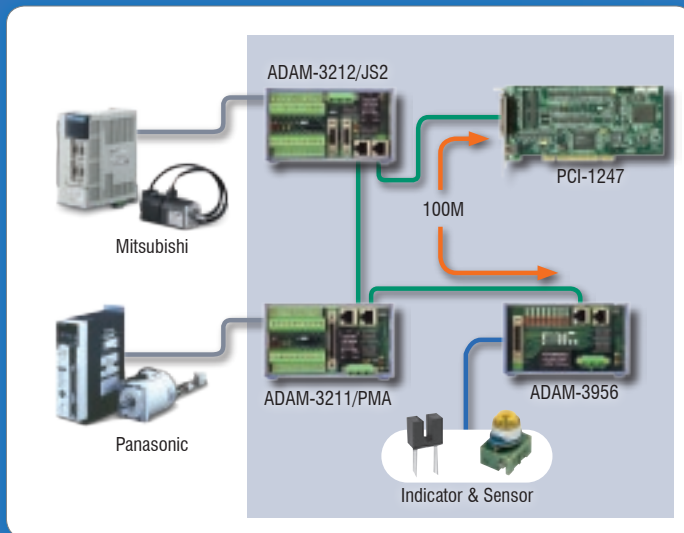 ADAM-3212/JS2
PCI-1247
100M
Mitsubishi
ADAM-3211/PMA
ADAM-3956
Panasonic
Indicator & Sensor